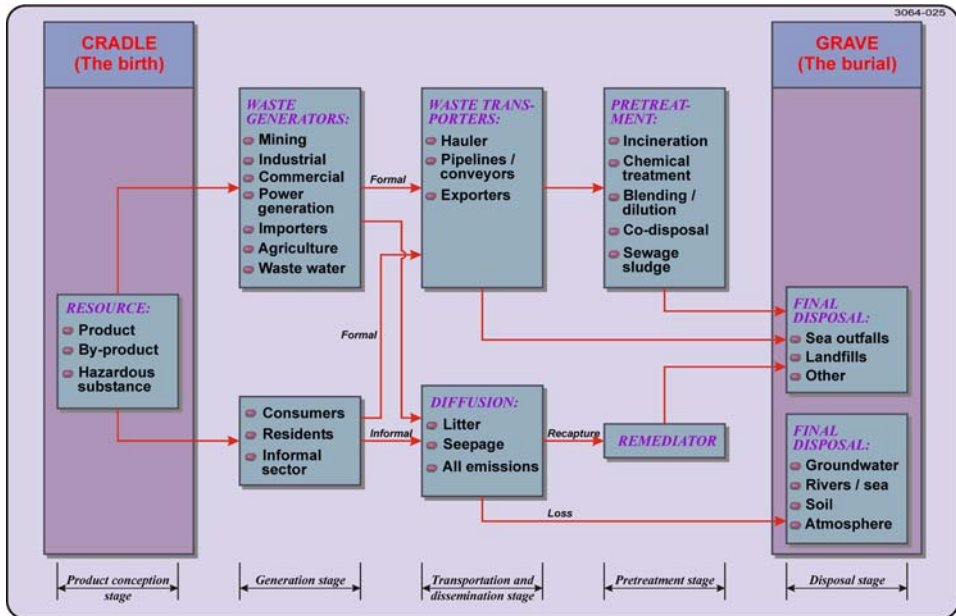 3064-025
CRADLE
(The birth)
GRAVE
(The burial)
WASTE
GENERATORS:
Mining
Industrial
Commercial
Power
generation
Importers
Agriculture
Waste water
Formal
WASTE TRANS-
PORTERS:
Hauler
Pipelines /
conveyors
Exporters
PRETREAT-
MENT:
Incineration
Chemical
treatment
Blending /
dilution
Co-disposal
Sewage
sludge
RESOURCE:
Product
By-product
Hazardous
substance
Formal
FINAL
DISPOSAL:
Sea outfalls
Landfills
Other
Consumers
Residents
Informal
sector
Informal
DIFFUSION:
Litter
Seepage
All emissions
Recapture
REMEDIATOR
Loss
FINAL
DISPOSAL:
Groundwater
Rivers / sea
Soil
Atmosphere
Product conception
stage
Generation stage
Transportation and
dissemination stage
Pretreatment stage
Disposal stage